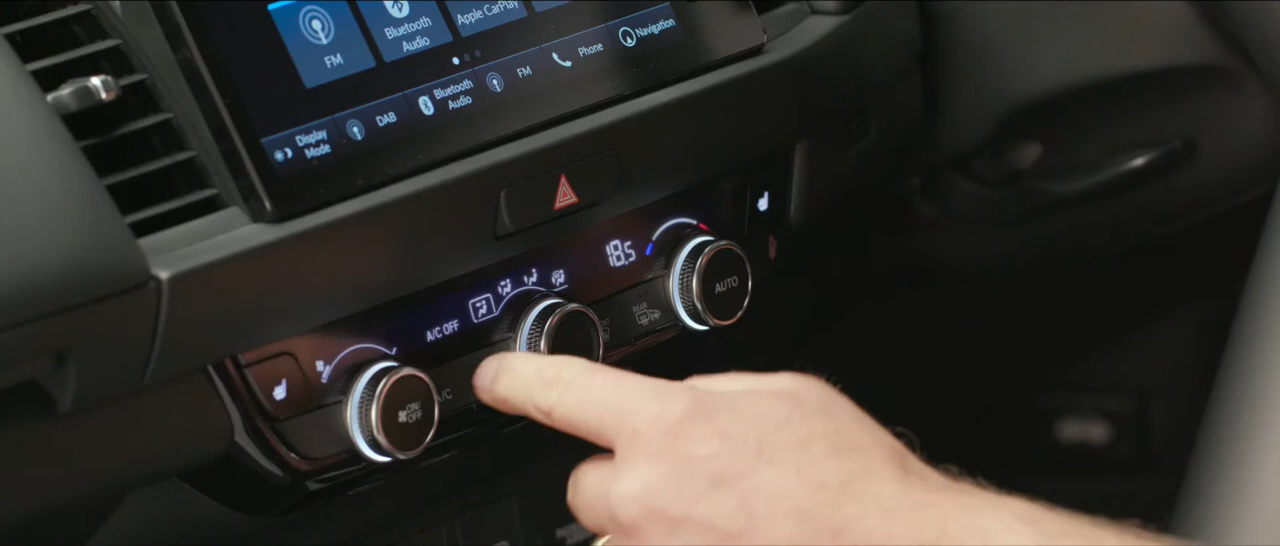 FM
Bluetooth
Audio
Apple CarPlay
Display
Mode
DAB
Bluetooth
Audio
FM
Phone
Navigation
18.5
A/C OFF
AUTO
REAR
ON/
OFF
A/C